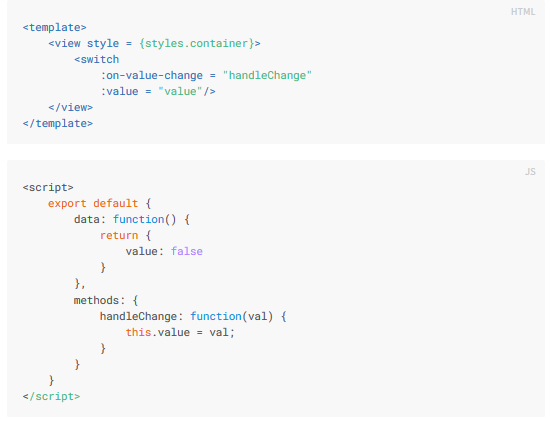 HTML
<template>
    <view style = {styles.container}>
        <switch
            :on-value-change = "handleChange"
            :value = "value"/>
    </view>
</template>
JS
<script>
    export default {
        data: function() {
            return {
                value: false
            }
        },
        methods: {
            handleChange: function(val) {
                this.value = val;
            }
        }
    }
</script>